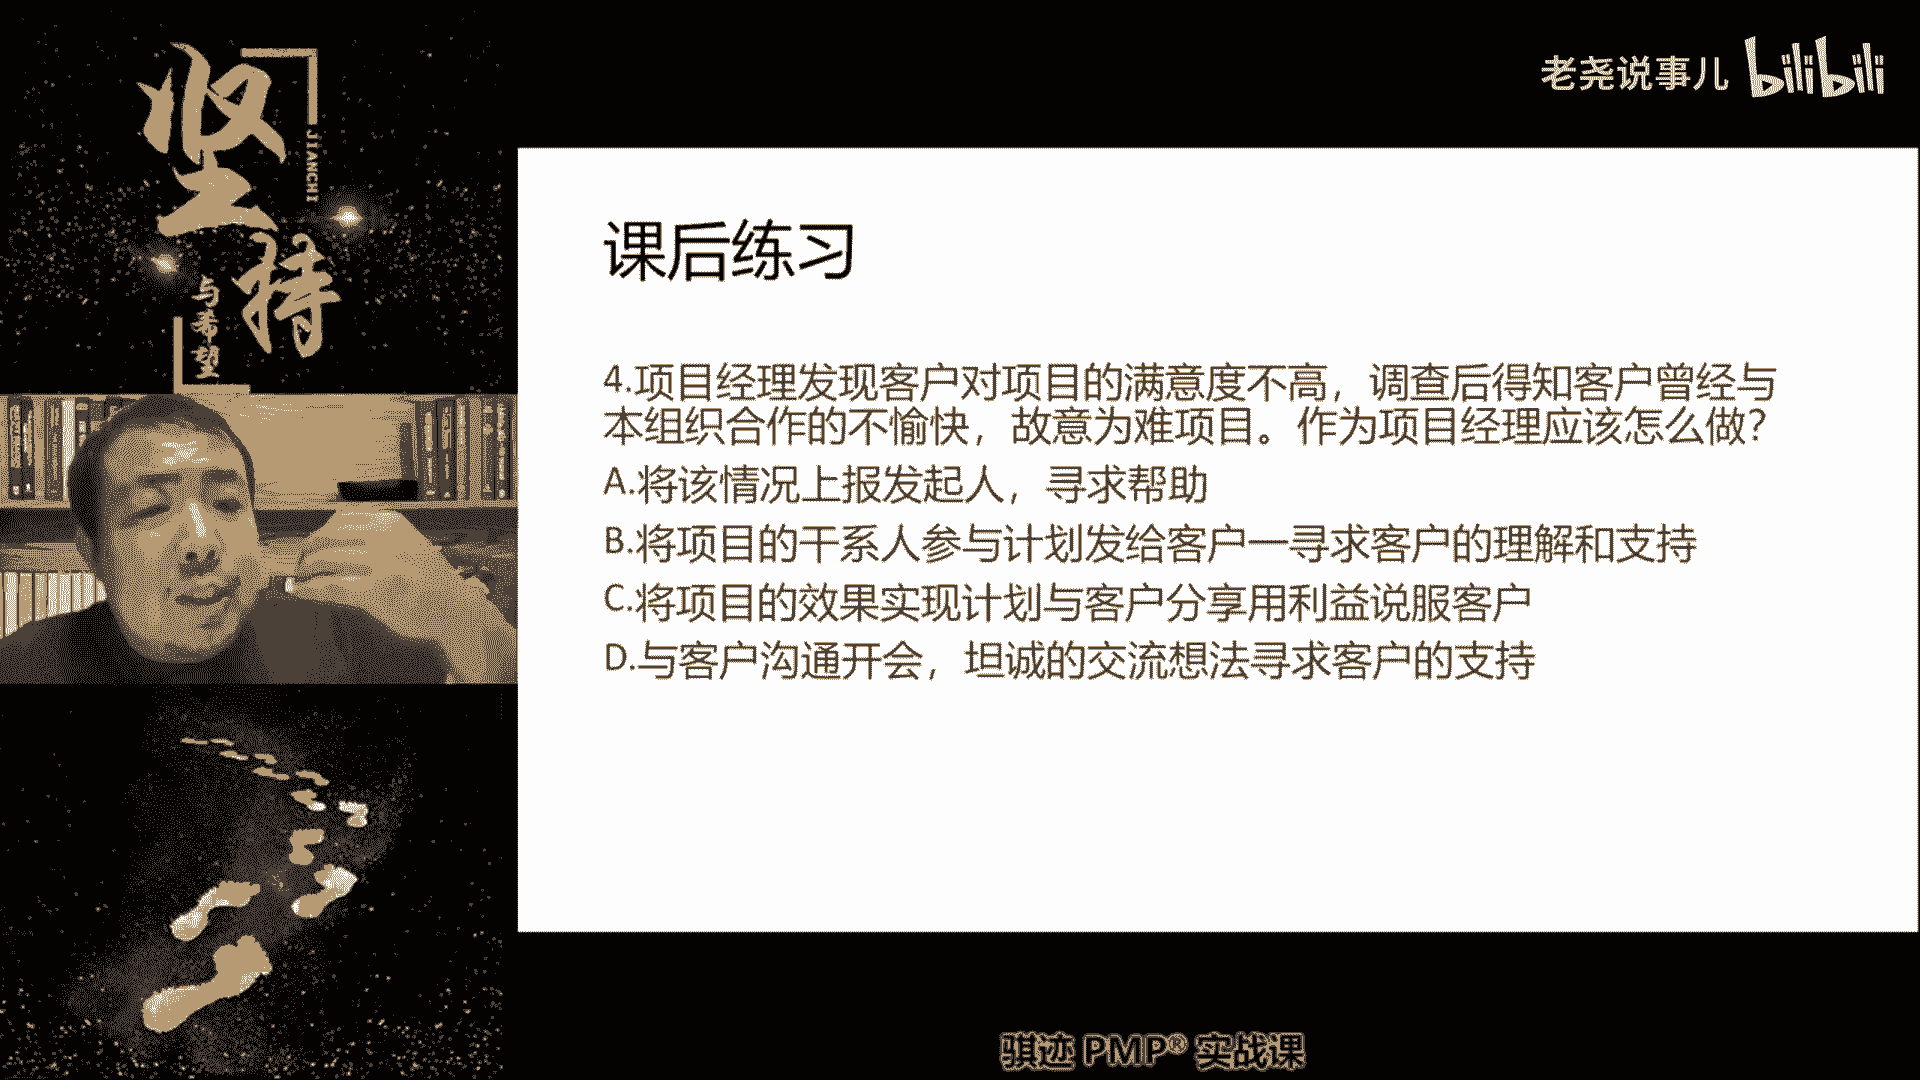 坚持
JIANCHI
与希望
老尧说事儿 bilibili
课后练习
4.项目经理发现客户对项目的满意度不高，调查后得知客户曾经与
本组织合作的不愉快，故意为难项目。作为项目经理应该怎么做？
A.将该情况上报发起人，寻求帮助
B.将项目的干系人参与计划发给客户一寻求客户的理解和支持
C.将项目的效果实现计划与客户分享用利益说服客户
D.与客户沟通开会，坦诚的交流想法寻求客户的支持
骐迹 PMP® 实战课